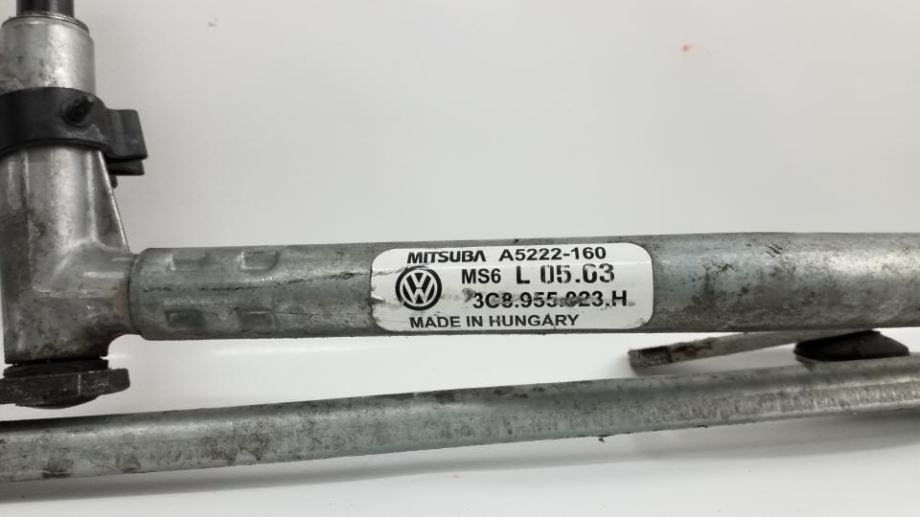 MITSUBA A5222-160
MS6 L 05.03
3C8.955.023.H
MADE IN HUNGARY